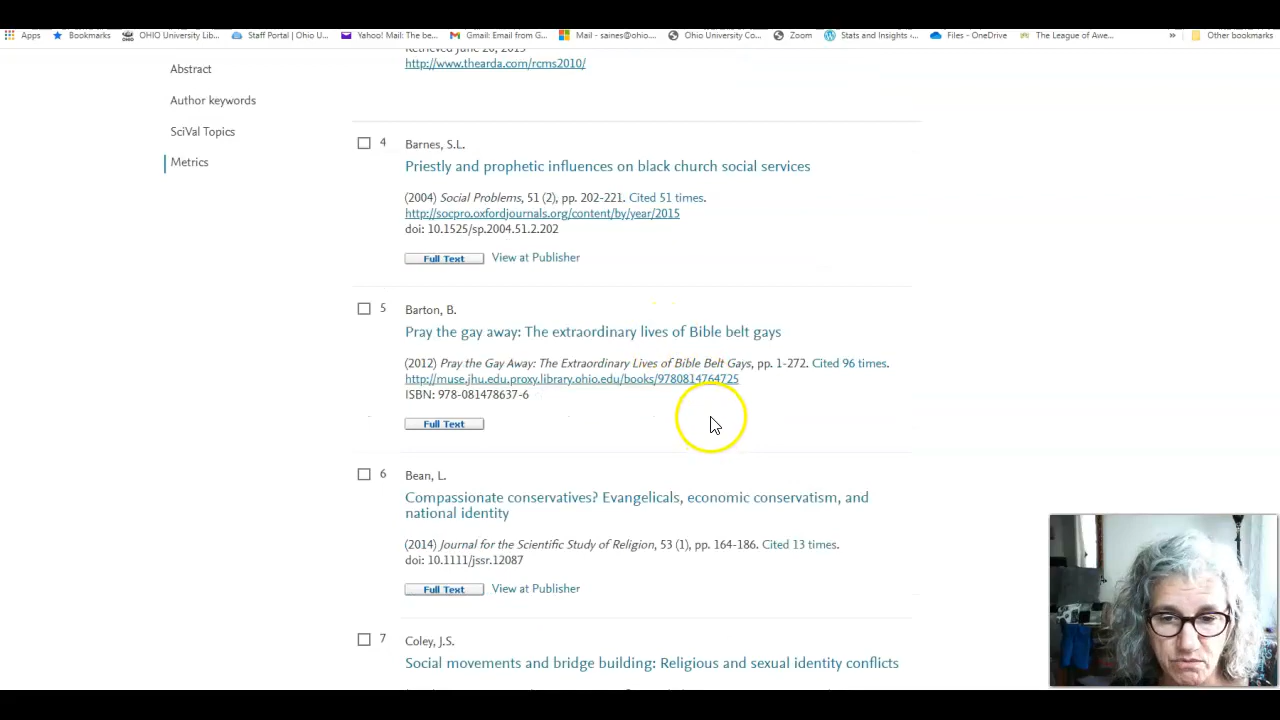 Apps Bookmarks OHIO University Lib... Staff Portal | Ohio U... Yahoo! Mail: The be... Gmail: Email from G... Mail - saines@ohio.... Ohio University Co... Zoom Stats and Insights ‹... Files - OneDrive The League of Awe... » Other bookmarks
Retrieved June 20, 2015
http://www.thearda.com/rcms2010/
Abstract
Author keywords
SciVal Topics
Metrics
4 Barnes, S.L.
Priestly and prophetic influences on black church social services
(2004) Social Problems, 51 (2), pp. 202-221. Cited 51 times.
http://socpro.oxfordjournals.org/content/by/year/2015
doi: 10.1525/sp.2004.51.2.202
Full Text View at Publisher
5 Barton, B.
Pray the gay away: The extraordinary lives of Bible belt gays
(2012) Pray the Gay Away: The Extraordinary Lives of Bible Belt Gays, pp. 1-272. Cited 96 times.
http://muse.jhu.edu.proxy.library.ohio.edu/books/9780814764725
ISBN: 978-081478637-6
Full Text
6 Bean, L.
Compassionate conservatives? Evangelicals, economic conservatism, and
national identity
(2014) Journal for the Scientific Study of Religion, 53 (1), pp. 164-186. Cited 13 times.
doi: 10.1111/jssr.12087
Full Text View at Publisher
7 Coley, J.S.
Social movements and bridge building: Religious and sexual identity conflicts